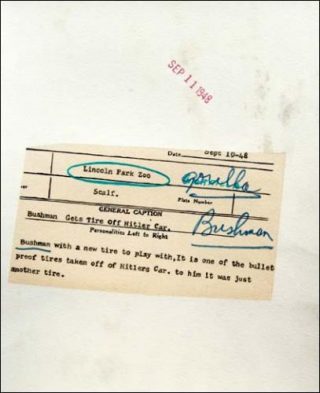 SEP 11 1948
Date Sept 10-48
Lincoln Park Zoo
gorilla
Plate Number
Scalf.
GENERAL CAPTION
Bushman
Bushman Gets Tire Off Hitler Car.
Personalities Left to Right
Bushman with a new tire to play with,It is one of the bullet
proof tires taken off of Hitlers Car. to him it was just
another tire.